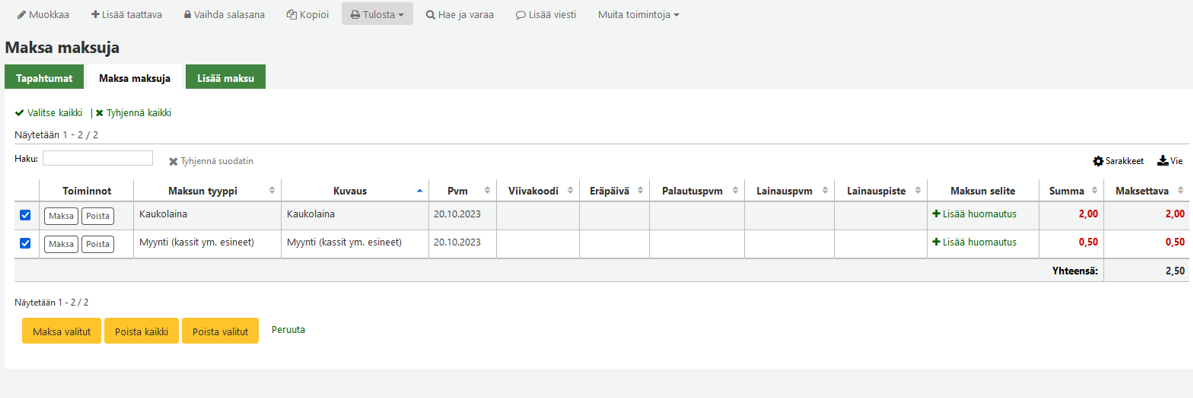 Muokkaa Lisää taattava Vaihda salasana Kopioi Tulosta Hae ja varaa Lisää viesti Muita toimintoja
Maksa maksuja
Tapahtumat Maksa maksuja Lisää maksu
Valitse kaikki | Tyhjennä kaikki
Näytetään 1 - 2 / 2
Haku: Tyhjennä suodatin Sarakkeet Vie
Toiminnot Maksun tyyppi Kuvaus Pvm Viivakoodi Eräpäivä Palautuspvm Lainauspvm Lainauspiste Maksun selite Summa Maksettava
Maksa Poista Kaukolaina Kaukolaina 20.10.2023 Lisää huomautus 2,00 2,00
Maksa Poista Myynti (kassit ym. esineet) Myynti (kassit ym. esineet) 20.10.2023 Lisää huomautus 0,50 0,50
Yhteensä: 2,50
Näytetään 1 - 2 / 2
Maksa valitut Poista kaikki Poista valitut Peruuta